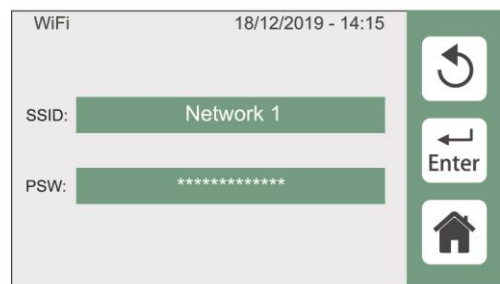 WiFi 18/12/2019 - 14:15
SSID: Network 1
Enter
PSW: *************